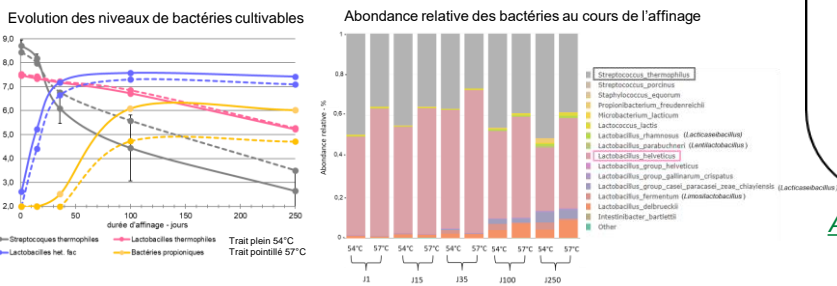 Evolution des niveaux de bactéries cultivables
9,0
8,0
7,0
6,0
5,0
4,0
3,0
2,0
0
50
100
150
200
250
durée d'affinage - jours
Streptocoques thermophiles
Lactobacilles thermophiles
Lactobacilles het. fac
Bactéries propioniques
Trait plein 54°C
Trait pointillé 57°C
Abondance relative des bactéries au cours de l'affinage
Abondance relative - %
1
0.8
0.6
0.4
0.2
0
54°C 57°C 54°C 57°C 54°C 57°C 54°C 57°C 54°C 57°C
J1 J15 J35 J100 J250
Streptococcus_thermophilus
Streptococcus_porcinus
Staphylococcus_equorum
Propionibacterium_freudenreichii
Microbacterium_lacticum
Lactococcus_lactis
Lactobacillus_rhamnosus (Lacticaseibacillus)
Lactobacillus_parabuchneri (Lentilactobacillus)
Lactobacillus_helveticus
Lactobacillus_group_helveticus
Lactobacillus_group_gallinarum_crispatus
Lactobacillus_group_casei_paracasei_zeae_chiayiensis (Lacticaseibacillus)
Lactobacillus_fermentum (Limosilactobacillus)
Lactobacillus_delbrueckii
Intestinibacter_bartlettii
Other